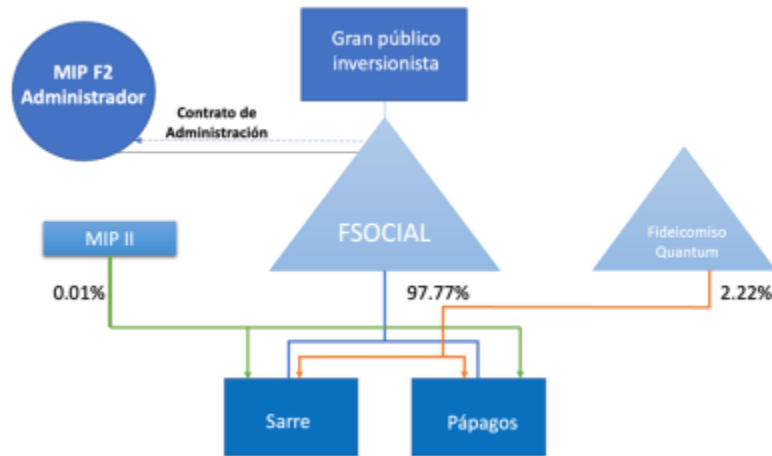 Gran público
inversionista
MIP F2
Administrador
Contrato de
Administración
FSOCIAL
Fideicomiso
Quantum
MIP II
0.01%
97.77%
2.22%
Sarre
Pápagos